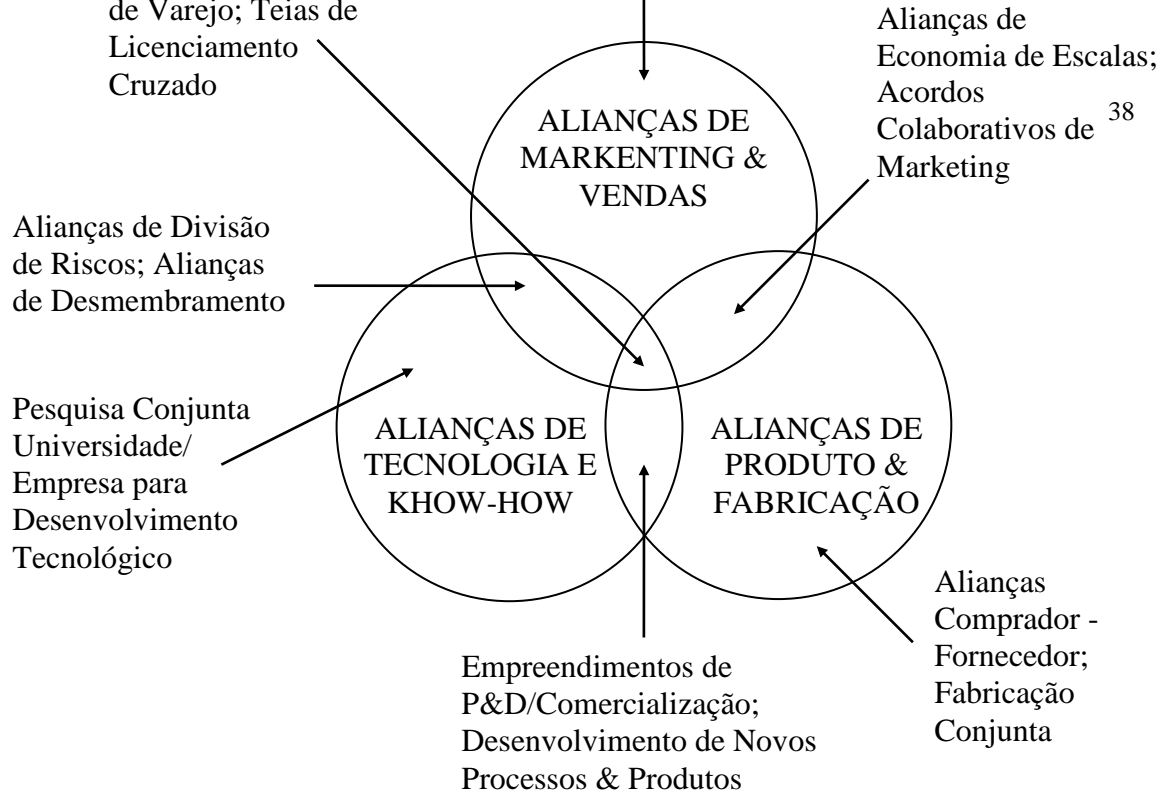 de Varejo; Teias de
Licenciamento
Cruzado
Alianças de
Economia de Escalas;
Acordos
Colaborativos de
Marketing
38
ALIANÇAS DE
MARKENTING &
VENDAS
Alianças de Divisão
de Riscos; Alianças
de Desmembramento
Pesquisa Conjunta
Universidade/
Empresa para
Desenvolvimento
Tecnológico
ALIANÇAS DE
TECNOLOGIA E
KHOW-HOW
ALIANÇAS DE
PRODUTO &
FABRICAÇÃO
Alianças
Comprador -
Fornecedor;
Fabricação
Conjunta
Empreendimentos de
P&D/Comercialização;
Desenvolvimento de Novos
Processos & Produtos